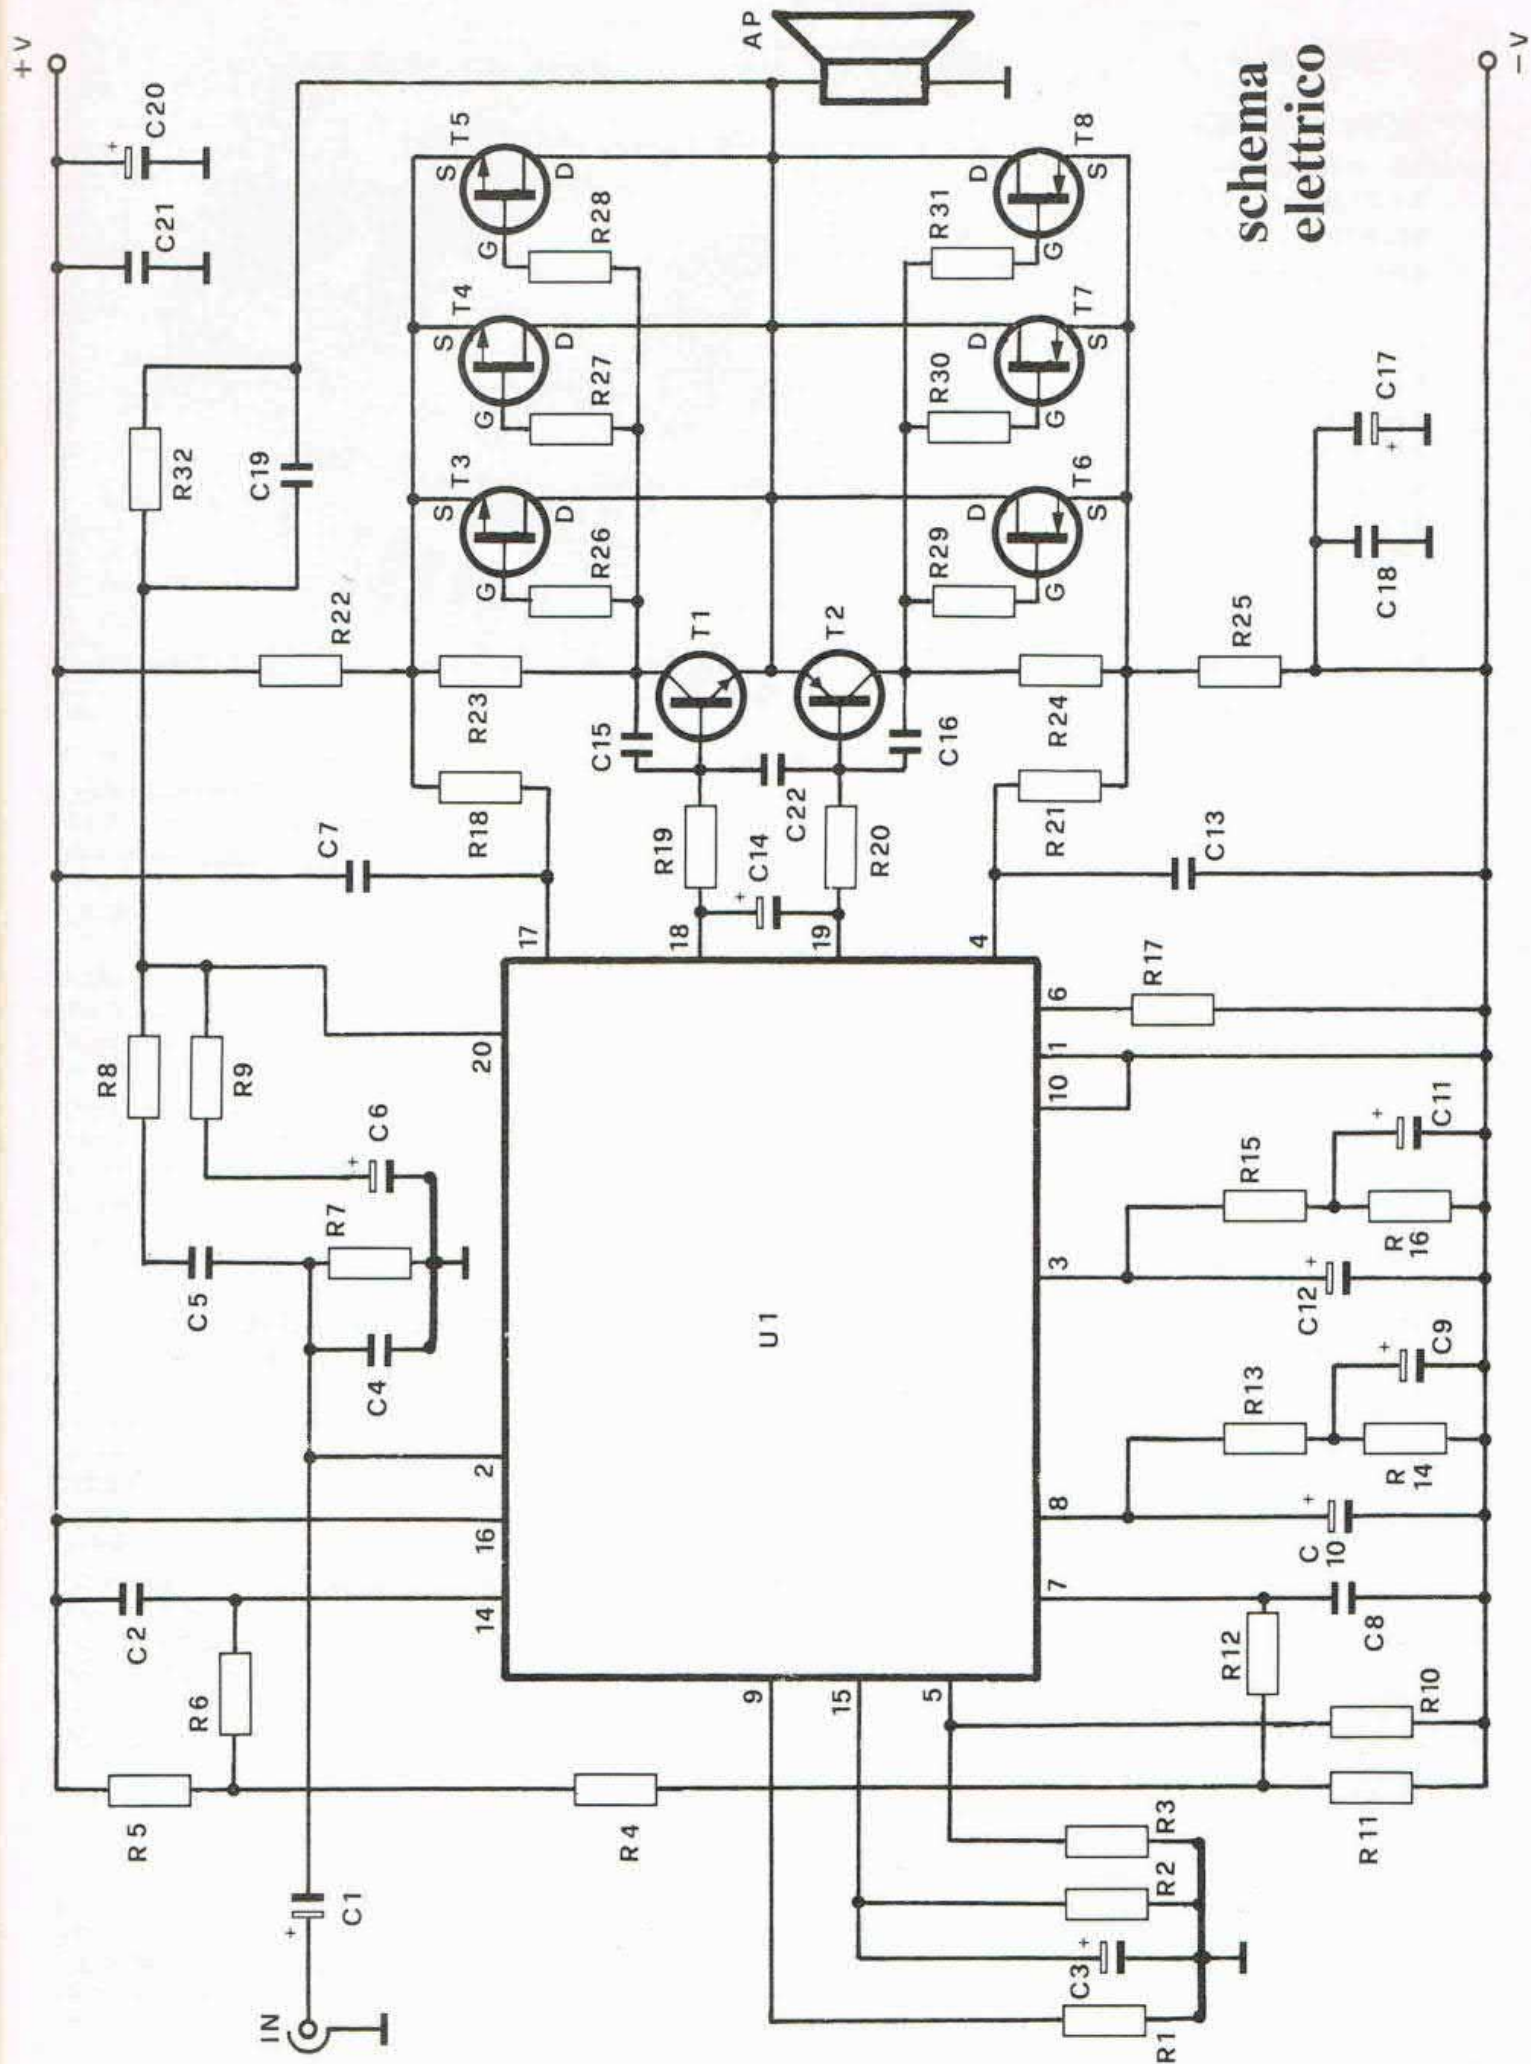 +V
C20
+
C21
R32
C19
R22
C7
R8
R9
C6
+
R7
C5
C4
C2
R6
R5
R4
C1
+
IN
AP
S
T5
D
G
R28
S
T4
D
G
R27
S
T3
D
G
R26
R23
R18
C15
T1
T2
R19
C22
C14
+
R20
C16
R24
R21
C13
R31
D
T8
S
G
R30
D
T7
S
G
R29
D
T6
S
G
R25
C18
C17
+
17
18
19
4
20
2
16
14
9
15
5
6
1
10
3
8
7
U1
R17
C11
+
R15
R
16
C12
+
C9
+
R13
R
14
C
10
+
C8
R12
R10
R11
R3
R2
C3
+
R1
schema
elettrico
-V